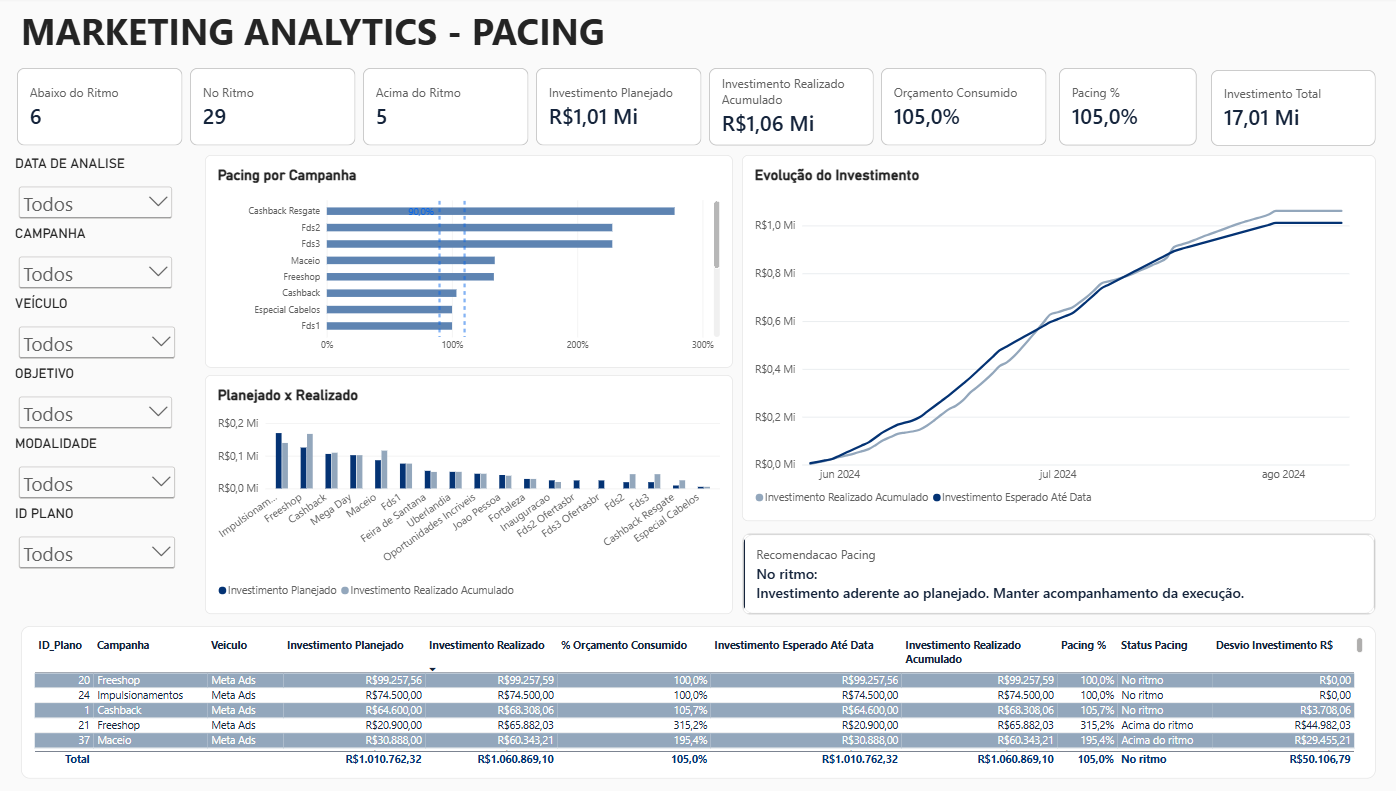 MARKETING ANALYTICS - PACING
Abaixo do Ritmo
6
No Ritmo
29
Acima do Ritmo
5
Investimento Planejado
R$1,01 Mi
Investimento Realizado
Acumulado
R$1,06 Mi
Orçamento Consumido
105,0%
Pacing %
105,0%
Investimento Total
17,01 Mi
DATA DE ANALISE
Todos
CAMPANHA
Todos
VEÍCULO
Todos
OBJETIVO
Todos
MODALIDADE
Todos
ID PLANO
Todos
Pacing por Campanha
Cashback Resgate
90,0%
Fds2
Fds3
Maceio
Freeshop
Cashback
Especial Cabelos
Fds1
0% 100% 200% 300%
Planejado x Realizado
R$0,2 Mi
R$0,1 Mi
R$0,0 Mi
Impulsionam...
Freeshop
Cashback
Mega Day
Maceio
Fds1
Feira de Santana
Uberlandia
Oportunidades Incriveis
Joao Pessoa
Fortaleza
Inauguracao
Fds2 Ofertasbr
Fds3 Ofertasbr
Fds2
Fds3
Cashback Resgate
Especial Cabelos
Investimento Planejado Investimento Realizado Acumulado
Evolução do Investimento
R$1,0 Mi
R$0,8 Mi
R$0,6 Mi
R$0,4 Mi
R$0,2 Mi
R$0,0 Mi
jun 2024 jul 2024 ago 2024
Investimento Realizado Acumulado Investimento Esperado Até Data
Recomendacao Pacing
No ritmo:
Investimento aderente ao planejado. Manter acompanhamento da execução.
ID_Plano Campanha Veiculo Investimento Planejado Investimento Realizado % Orçamento Consumido Investimento Esperado Até Data Investimento Realizado Acumulado Pacing % Status Pacing Desvio Investimento R$
20 Freeshop Meta Ads R$99.257,56 R$99.257,59 100,0% R$99.257,56 R$99.257,59 100,0% No ritmo R$0,00
24 Impulsionamentos Meta Ads R$74.500,00 R$74.500,00 100,0% R$74.500,00 R$74.500,00 100,0% No ritmo R$0,00
1 Cashback Meta Ads R$64.600,00 R$68.308,06 105,7% R$64.600,00 R$68.308,06 105,7% No ritmo R$3.708,06
21 Freeshop Meta Ads R$20.900,00 R$65.882,03 315,2% R$20.900,00 R$65.882,03 315,2% Acima do ritmo R$44.982,03
37 Maceio Meta Ads R$30.888,00 R$60.343,21 195,4% R$30.888,00 R$60.343,21 195,4% Acima do ritmo R$29.455,21
Total R$1.010.762,32 R$1.060.869,10 105,0% R$1.010.762,32 R$1.060.869,10 105,0% No ritmo R$50.106,79